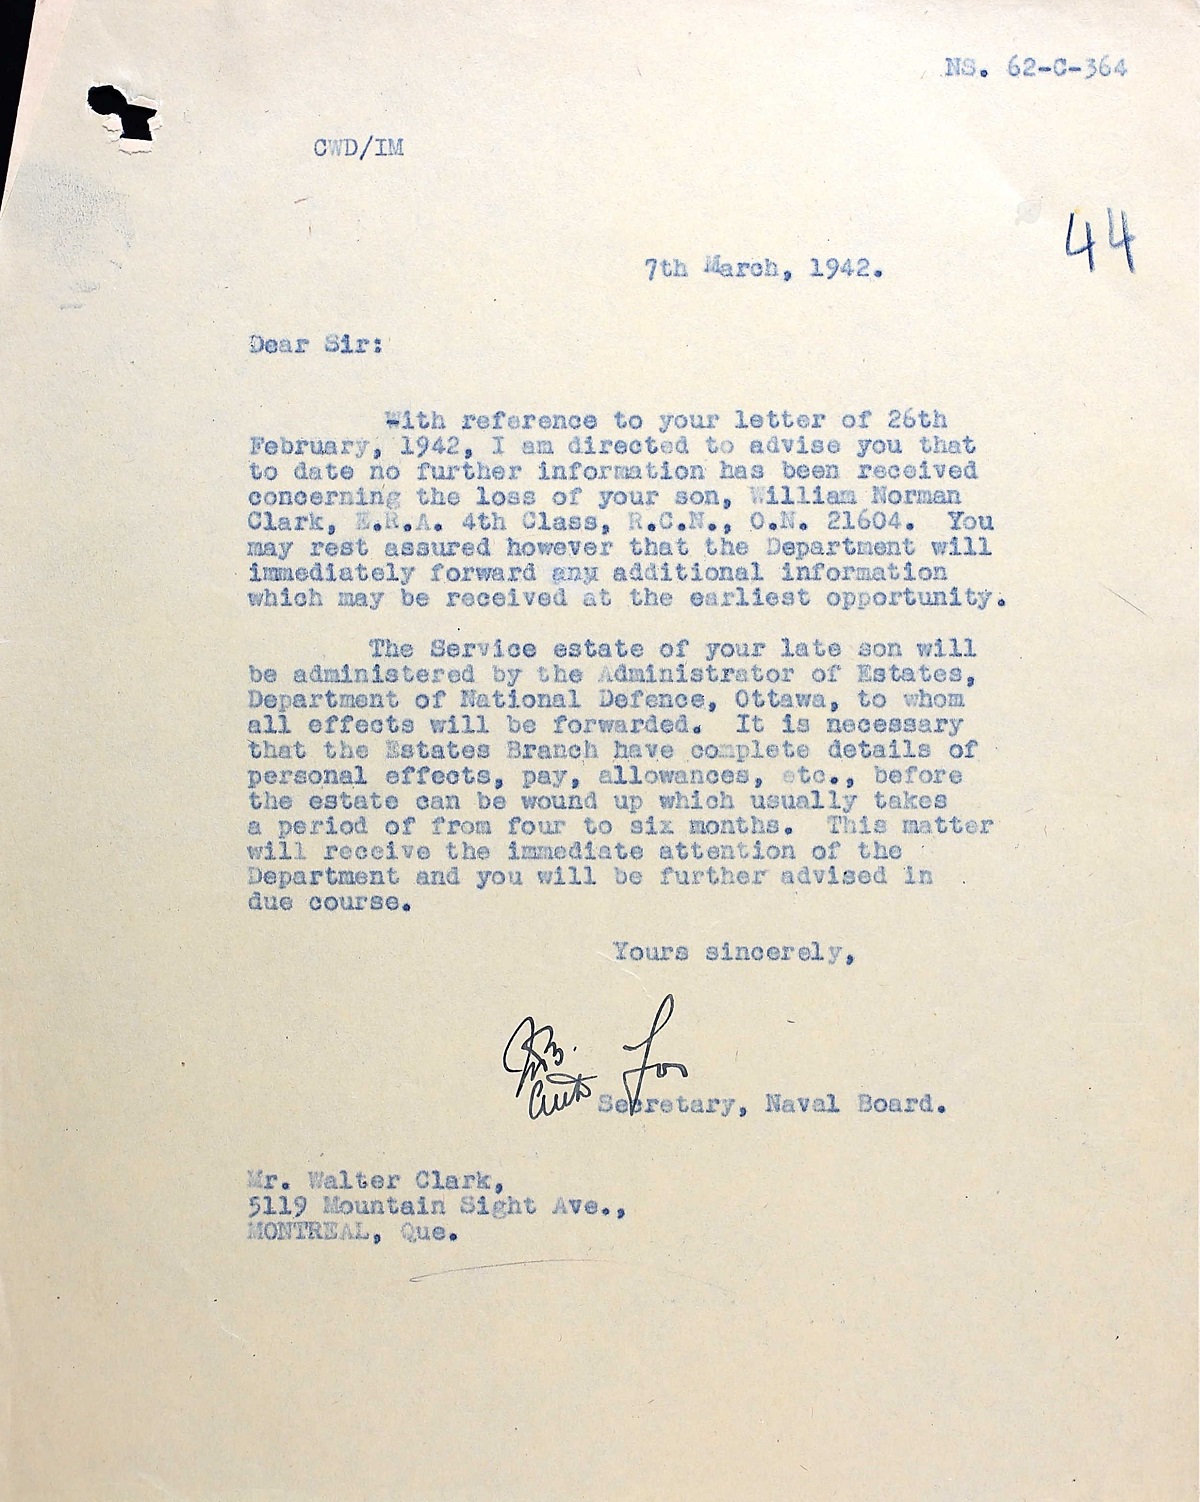 NS. 62-C-364
CWD/IM
44
7th March, 1942.
Dear Sir:
With reference to your letter of 26th
February, 1942, I am directed to advise you that
to date no further information has been received
concerning the loss of your son, William Norman
Clark, E.R.A. 4th Class, R.C.N., O.N. 21604. You
may rest assured however that the Department will
immediately forward any additional information
which may be received at the earliest opportunity.
The Service estate of your late son will
be administered by the Administrator of Estates,
Department of National Defence, Ottawa, to whom
all effects will be forwarded. It is necessary
that the Estates Branch have complete details of
personal effects, pay, allowances, etc., before
the estate can be wound up which usually takes
a period of from four to six months. This matter
will receive the immediate attention of the
Department and you will be further advised in
due course.
Yours sincerely,
for
Secretary, Naval Board.
Mr. Walter Clark,
5119 Mountain Sight Ave.,
MONTREAL, Que.